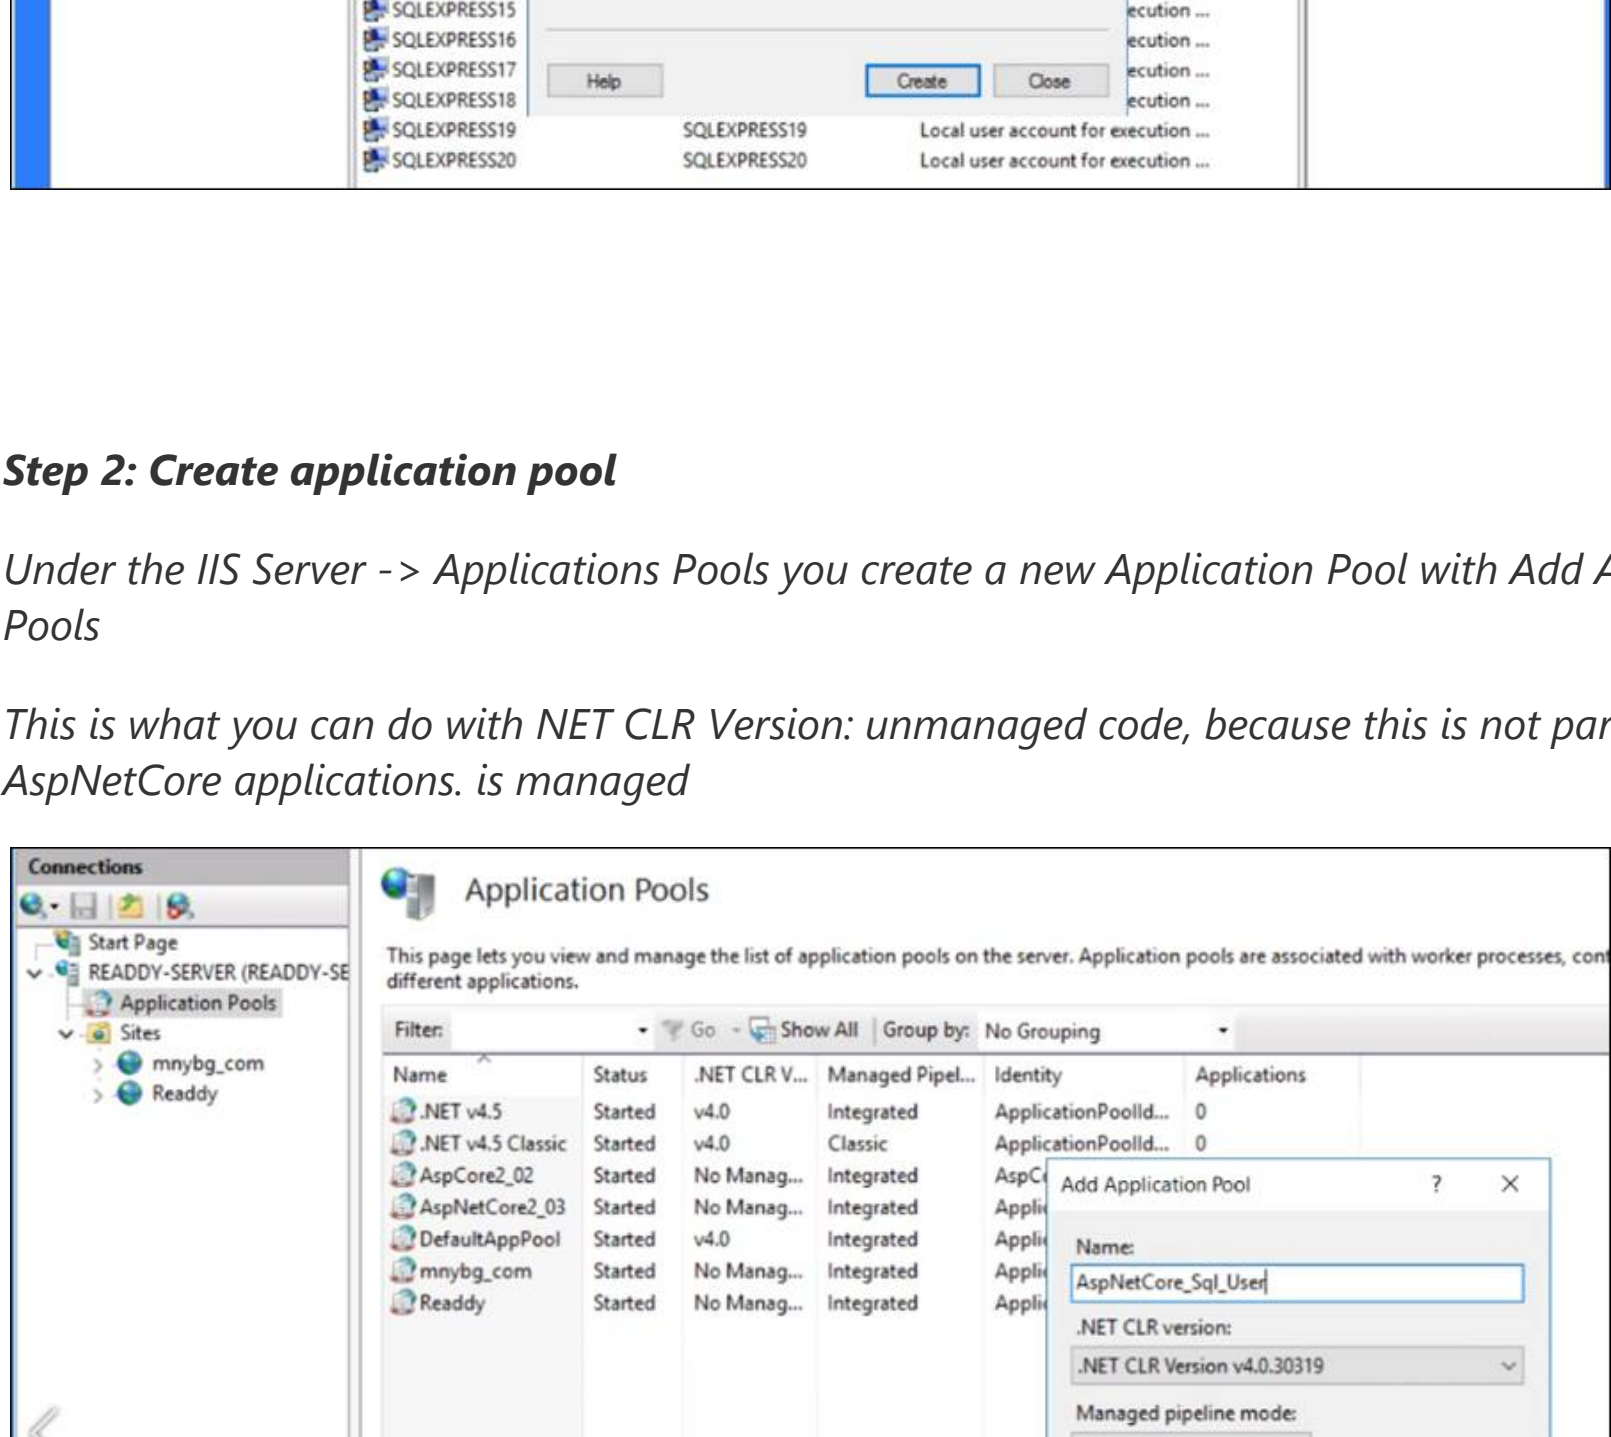 SQLEXPRESS15 ecution ...
SQLEXPRESS16 ecution ...
SQLEXPRESS17 ecution ...
Help Create Close
SQLEXPRESS18 ecution ...
SQLEXPRESS19 SQLEXPRESS19 Local user account for execution ...
SQLEXPRESS20 SQLEXPRESS20 Local user account for execution ...
Step 2: Create application pool
Under the IIS Server -> Applications Pools you create a new Application Pool with Add A
Pools
This is what you can do with NET CLR Version: unmanaged code, because this is not par
AspNetCore applications. is managed
Connections
Start Page
READDY-SERVER (READDY-SE
Application Pools
Sites
mnybg_com
Readdy
Application Pools
This page lets you view and manage the list of application pools on the server. Application pools are associated with worker processes, cont
different applications.
Filter: Go Show All Group by: No Grouping
Name Status .NET CLR V... Managed Pipel... Identity Applications
.NET v4.5 Started v4.0 Integrated ApplicationPoolId... 0
.NET v4.5 Classic Started v4.0 Classic ApplicationPoolId... 0
AspCore2_02 Started No Manag... Integrated AspC
AspNetCore2_03 Started No Manag... Integrated Applic
DefaultAppPool Started v4.0 Integrated Applic
mnybg_com Started No Manag... Integrated Applic
Readdy Started No Manag... Integrated Applic
Add Application Pool ?
Name:
AspNetCore_Sql_User
.NET CLR version:
.NET CLR Version v4.0.30319
Managed pipeline mode: